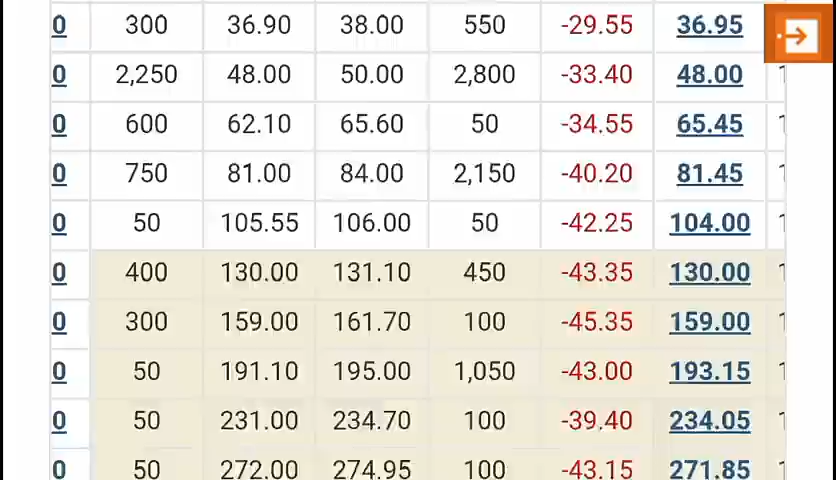 0 300 36.90 38.00 550 -29.55 36.95
0 2,250 48.00 50.00 2,800 -33.40 48.00
0 600 62.10 65.60 50 -34.55 65.45
0 750 81.00 84.00 2,150 -40.20 81.45
0 50 105.55 106.00 50 -42.25 104.00
0 400 130.00 131.10 450 -43.35 130.00
0 300 159.00 161.70 100 -45.35 159.00
0 50 191.10 195.00 1,050 -43.00 193.15
0 50 231.00 234.70 100 -39.40 234.05
0 50 272.00 274.95 100 -43.15 271.85